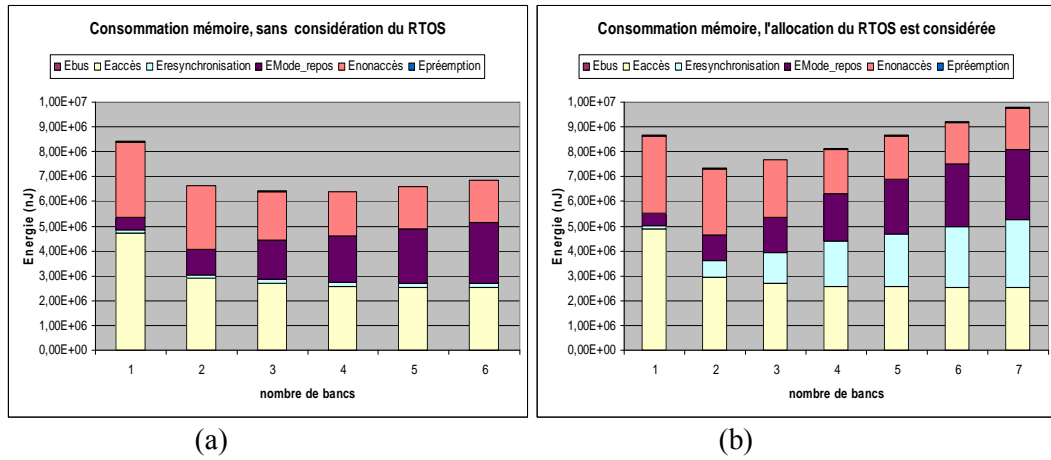 Consommation mémoire, sans considération du RTOS
Ebus Eaccès Eresynchronisation EMode_repos Enonaccès Epréemption
1,00E+07
9,00E+06
8,00E+06
7,00E+06
6,00E+06
5,00E+06
4,00E+06
3,00E+06
2,00E+06
1,00E+06
0,00E+00
Energie (nJ)
1 2 3 4 5 6
nombre de bancs
(a)
Consommation mémoire, l'allocation du RTOS est considérée
Ebus Eaccès Eresynchronisation EMode_repos Enonaccès Epréemption
1,00E+07
9,00E+06
8,00E+06
7,00E+06
6,00E+06
5,00E+06
4,00E+06
3,00E+06
2,00E+06
1,00E+06
0,00E+00
Energie (nJ)
1 2 3 4 5 6 7
nombre de bancs
(b)